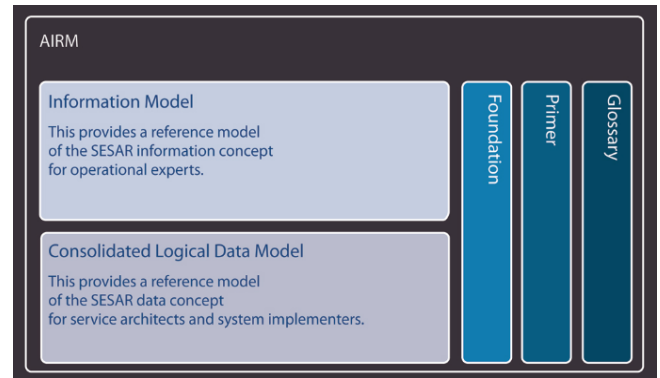 AIRM
Information Model
This provides a reference model
of the SESAR information concept
for operational experts.
Consolidated Logical Data Model
This provides a reference model
of the SESAR data concept
for service architects and system implementers.
Foundation
Primer
Glossary